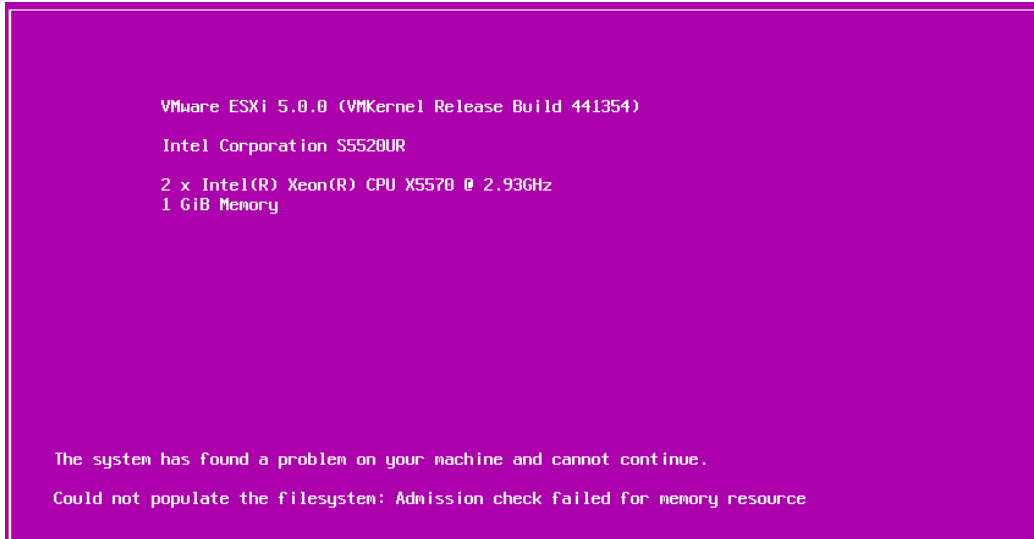 VMware ESXi 5.0.0 (VMKernel Release Build 441354)
Intel Corporation S5520UR
2 x Intel(R) Xeon(R) CPU X5570 @ 2.93GHz
1 GiB Memory
The system has found a problem on your machine and cannot continue.
Could not populate the filesystem: Admission check failed for memory resource